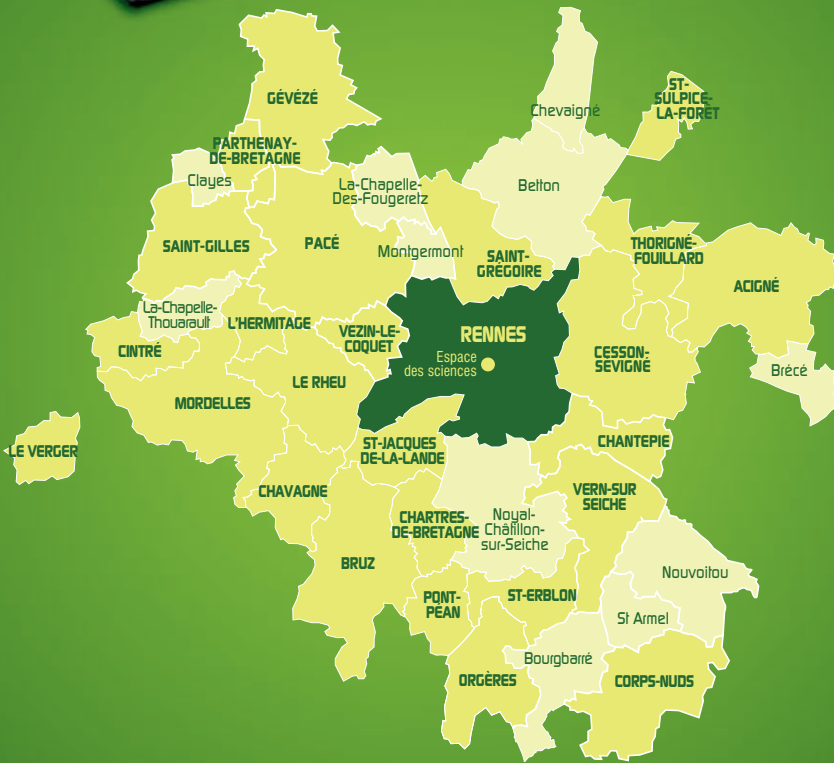 GÉVÉZÉ
Chevaigné
ST-
SULPICE-
LA-FORÊT
PARTHENAY-
DE-BRETAGNE
Clayes
La-Chapelle-
Des-Fougeretz
Betton
SAINT-GILLES
PACÉ
Montgermont
SAINT-
GRÉGOIRE
THORIGNÉ-
FOUILLARD
ACIGNÉ
La-Chapelle-
Thouarault
L'HERMITAGE
VEZIN-LE-
COQUET
RENNES
Espace
des sciences
CESSON-
SÉVIGNÉ
Brécé
CINTRÉ
LE RHEU
MORDELLES
LE VERGER
ST-JACQUES
DE-LA-LANDE
CHANTEPIE
CHAVAGNE
CHARTRES-
DE-BRETAGNE
Noyal-
Châtillon-
sur-Seiche
VERN-SUR
SEICHE
BRUZ
Nouvoitou
PONT-
PÉAN
ST-ERBLON
St Armel
Bourgbarré
ORGÈRES
CORPS-NUDS